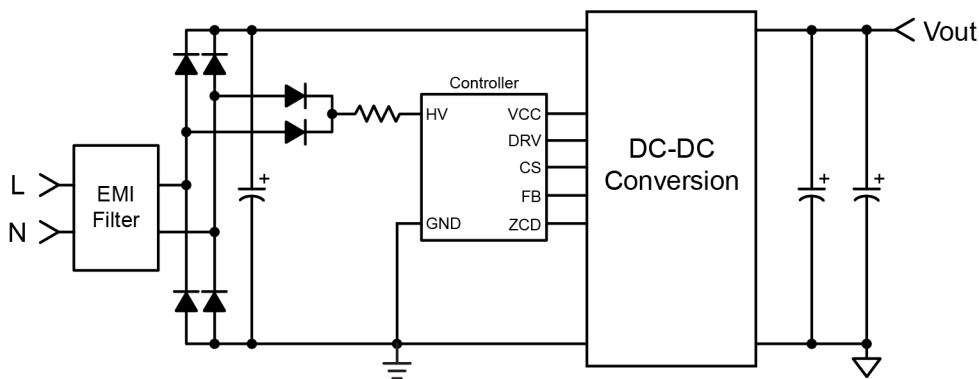 Vout
Controller
HV
VCC
DRV
CS
FB
ZCD
GND
DC-DC
Conversion
L
N
EMI
Filter
+
+
+